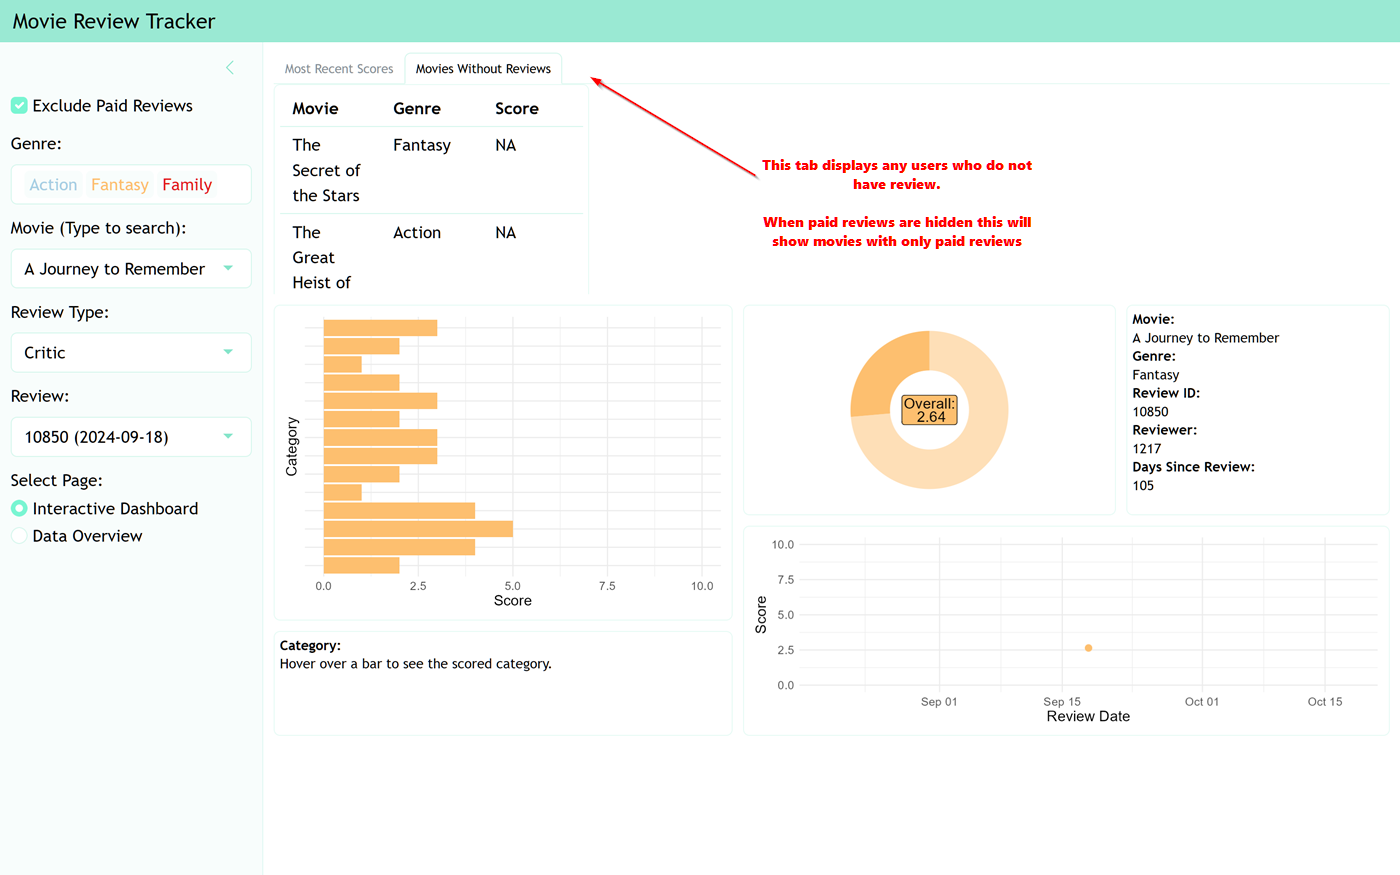 Movie Review Tracker
Exclude Paid Reviews
Genre:
Action Fantasy Family
Movie (Type to search):
A Journey to Remember
Review Type:
Critic
Review:
10850 (2024-09-18)
Select Page:
Interactive Dashboard
Data Overview
Most Recent Scores Movies Without Reviews
Movie Genre Score
The Fantasy NA
Secret of
the Stars
The Action NA
Great
Heist of
This tab displays any users who do not
have review.
When paid reviews are hidden this will
show movies with only paid reviews
Category
0.0 2.5 5.0 7.5 10.0
Score
Category:
Hover over a bar to see the scored category.
Overall:
2.64
Movie:
A Journey to Remember
Genre:
Fantasy
Review ID:
10850
Reviewer:
1217
Days Since Review:
105
Score
10.0
7.5
5.0
2.5
0.0
Sep 01 Sep 15 Oct 01 Oct 15
Review Date